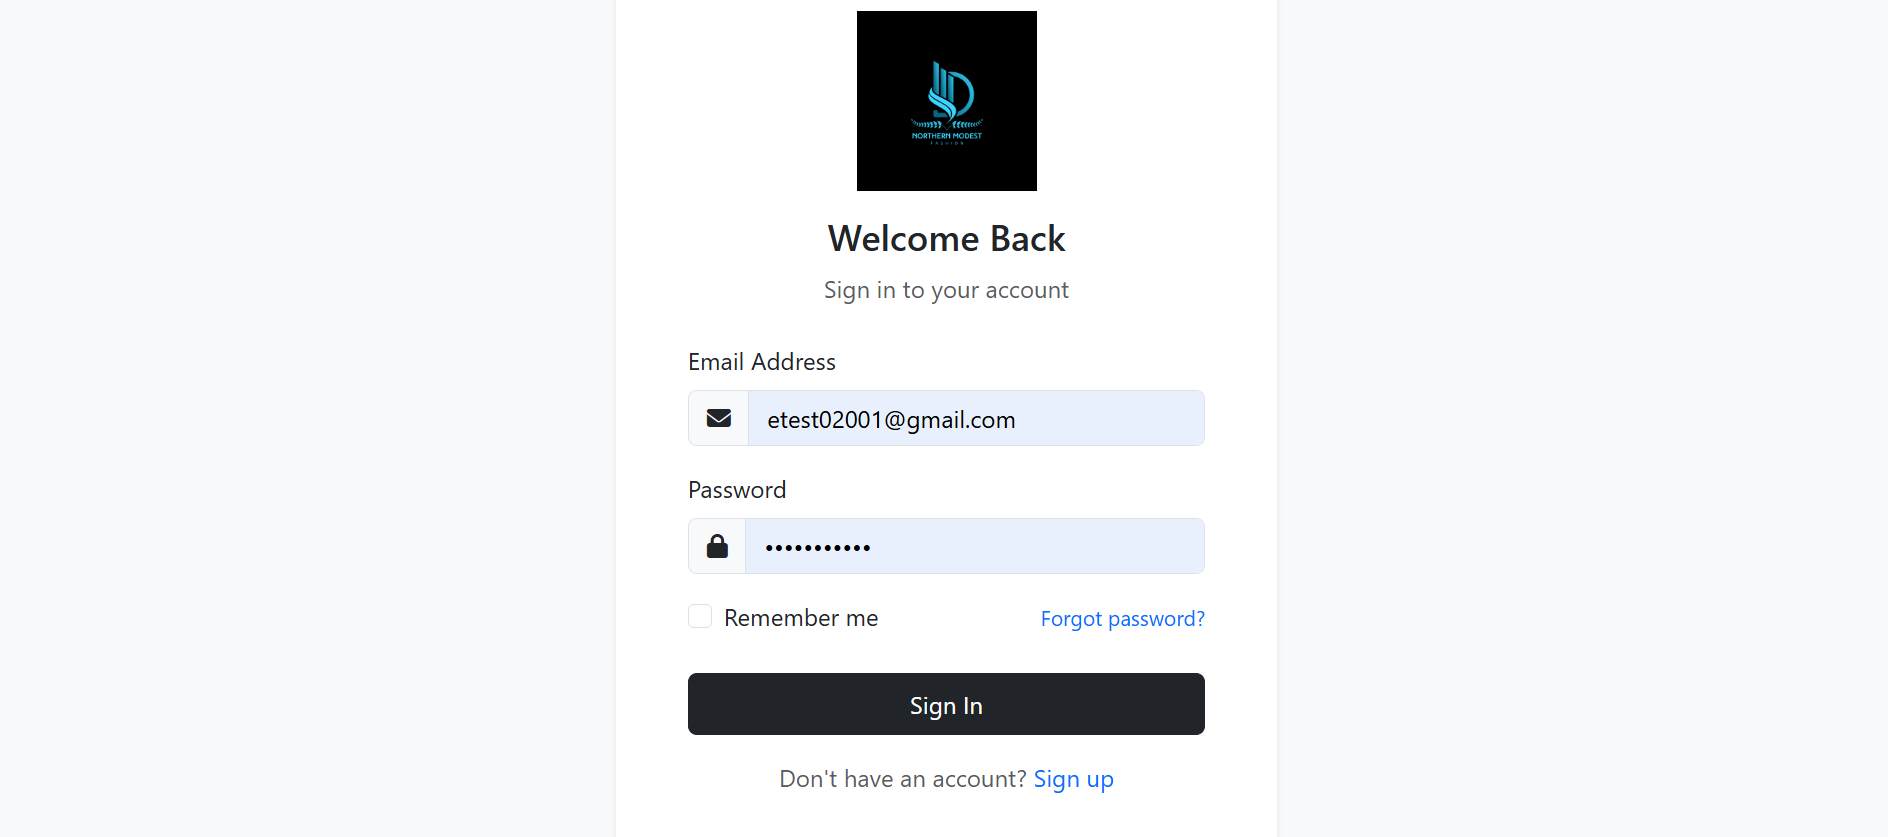 NORTHERN MODEST
FASHION
Welcome Back
Sign in to your account
Email Address
etest02001@gmail.com
Password
•••••••••••
Remember me
Forgot password?
Sign In
Don't have an account? Sign up